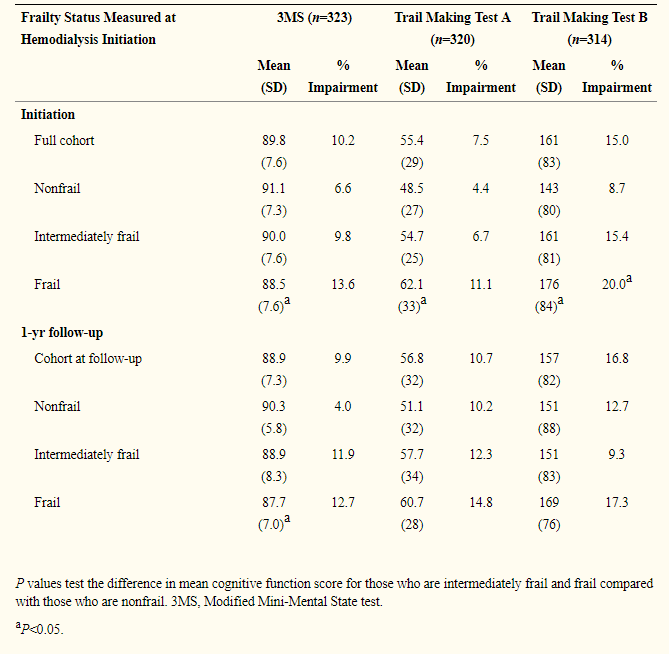 Frailty Status Measured at 3MS (n=323) Trail Making Test A Trail Making Test B
Hemodialysis Initiation (n=320) (n=314)
Mean % Mean % Mean %
(SD) Impairment (SD) Impairment (SD) Impairment
Initiation
Full cohort 89.8 10.2 55.4 7.5 161 15.0
(7.6) (29) (83)
Nonfrail 91.1 6.6 48.5 4.4 143 8.7
(7.3) (27) (80)
Intermediately frail 90.0 9.8 54.7 6.7 161 15.4
(7.6) (25) (81)
Frail 88.5 13.6 62.1 11.1 176 20.0a
(7.6)a (33)a (84)a
1-yr follow-up
Cohort at follow-up 88.9 9.9 56.8 10.7 157 16.8
(7.3) (32) (82)
Nonfrail 90.3 4.0 51.1 10.2 151 12.7
(5.8) (32) (88)
Intermediately frail 88.9 11.9 57.7 12.3 151 9.3
(8.3) (34) (83)
Frail 87.7 12.7 60.7 14.8 169 17.3
(7.0)a (28) (76)
P values test the difference in mean cognitive function score for those who are intermediately frail and frail compared
with those who are nonfrail. 3MS, Modified Mini-Mental State test.
aP<0.05.